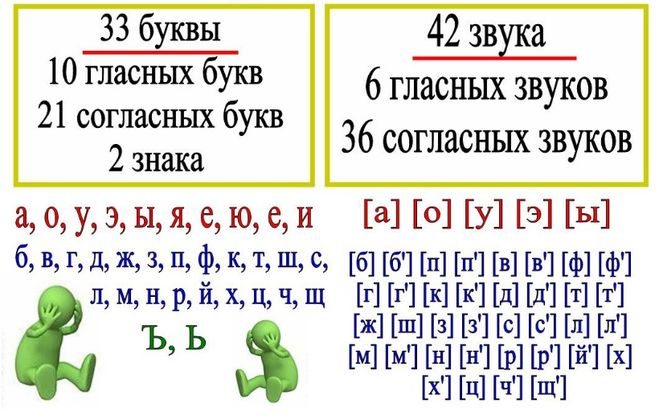 33 буквы
10 гласных букв
21 согласных букв
2 знака
42 звука
6 гласных звуков
36 согласных звуков
а, о, у, э, ы, я, е, ю, е, и
б, в, г, д, ж, з, п, ф, к, т, ш, с,
л, м, н, р, й, х, ц, ч, щ
Ъ, Ь
[а] [о] [у] [э] [ы]
[б] [б'] [п] [п'] [в] [в'] [ф] [ф']
[г] [г'] [к] [к'] [д] [д'] [т] [т']
[ж] [ш] [з] [з'] [с] [с'] [л] [л']
[м] [м'] [н] [н'] [р] [р'] [й'] [х]
[х'] [ц] [ч'] [щ']